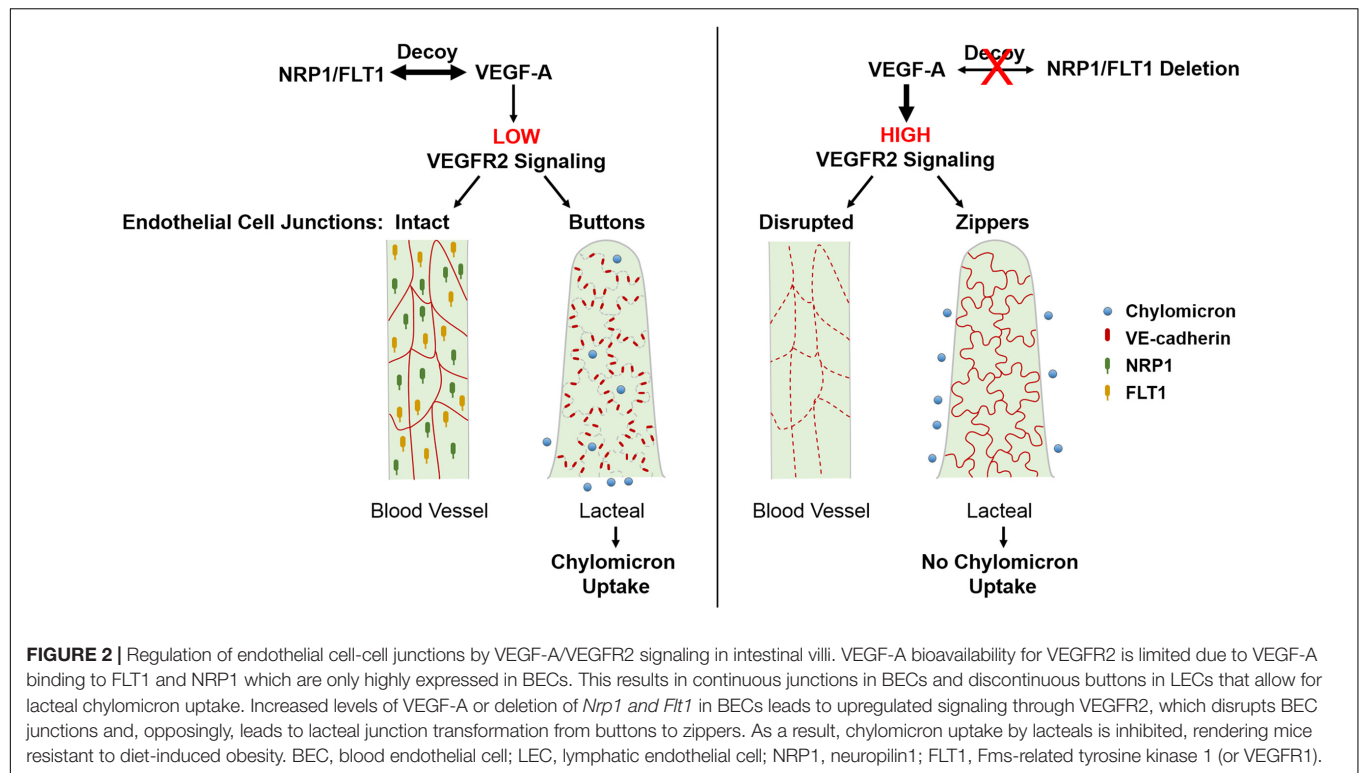 Decoy
NRP1/FLT1 VEGF-A
LOW
VEGFR2 Signaling
Endothelial Cell Junctions: Intact Buttons
Blood Vessel Lacteal
Chylomicron
Uptake
Decoy
VEGF-A NRP1/FLT1 Deletion
HIGH
VEGFR2 Signaling
Disrupted Zippers
Blood Vessel Lacteal
No Chylomicron
Uptake
Chylomicron
VE-cadherin
NRP1
FLT1
FIGURE 2 | Regulation of endothelial cell-cell junctions by VEGF-A/VEGFR2 signaling in intestinal villi. VEGF-A bioavailability for VEGFR2 is limited due to VEGF-A
binding to FLT1 and NRP1 which are only highly expressed in BECs. This results in continuous junctions in BECs and discontinuous buttons in LECs that allow for
lacteal chylomicron uptake. Increased levels of VEGF-A or deletion of Nrp1 and Flt1 in BECs leads to upregulated signaling through VEGFR2, which disrupts BEC
junctions and, opposingly, leads to lacteal junction transformation from buttons to zippers. As a result, chylomicron uptake by lacteals is inhibited, rendering mice
resistant to diet-induced obesity. BEC, blood endothelial cell; LEC, lymphatic endothelial cell; NRP1, neuropilin1; FLT1, Fms-related tyrosine kinase 1 (or VEGFR1).